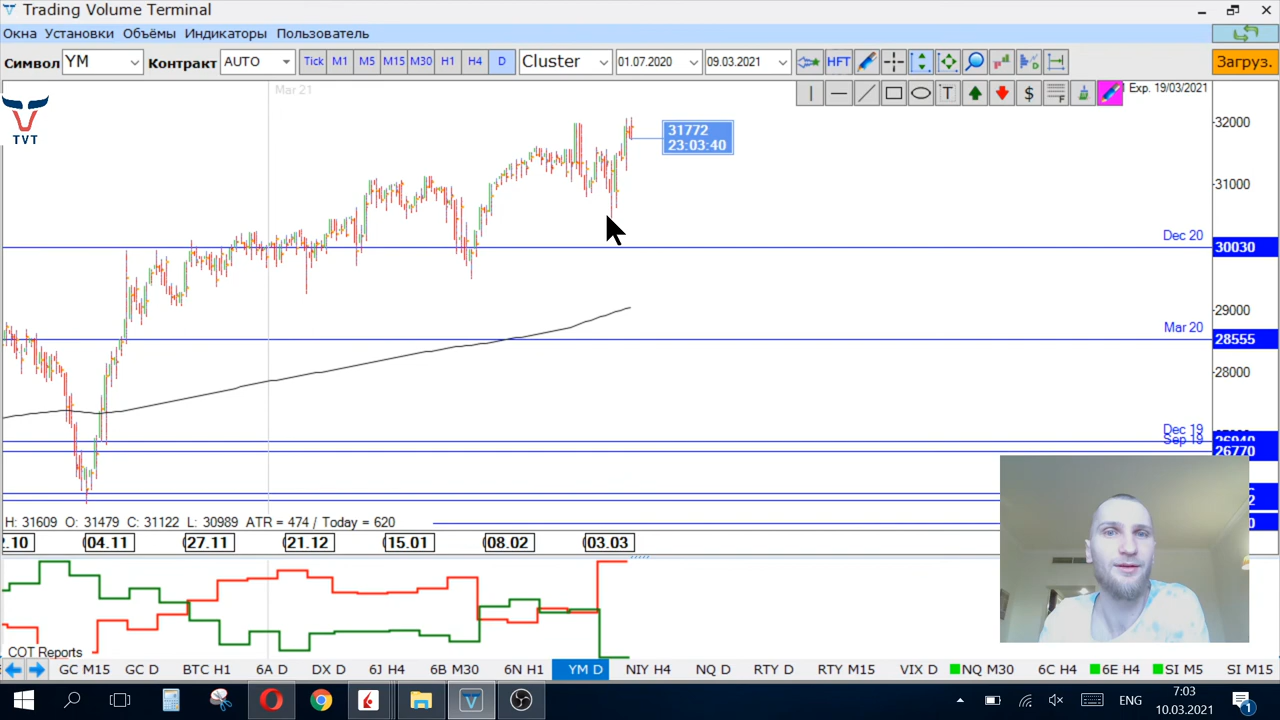 Trading Volume Terminal
Окна Установки Объёмы Индикаторы Пользователь
Символ YM Контракт AUTO Tick M1 M5 M15 M30 H1 H4 D Cluster 01.07.2020 09.03.2021 HFT Загруз.
T $
Mar 21
Exp. 19/03/2021
TVT
32000
31772
23:03:40
31000
Dec 20
30030
29000
Mar 20
28555
28000
Dec 19
26940
Sep 19
26770
H: 31609 O: 31479 C: 31122 L: 30989 ATR = 474 / Today = 620
2.10 04.11 27.11 21.12 15.01 08.02 03.03
COT Reports
GC M15 GC D BTC H1 6A D DX D 6J H4 6B M30 6N H1 YM D NIY H4 NQ D RTY D RTY M15 VIX D NQ M30 6C H4 6E H4 SI M5 SI M15
ENG
7:03
10.03.2021
1